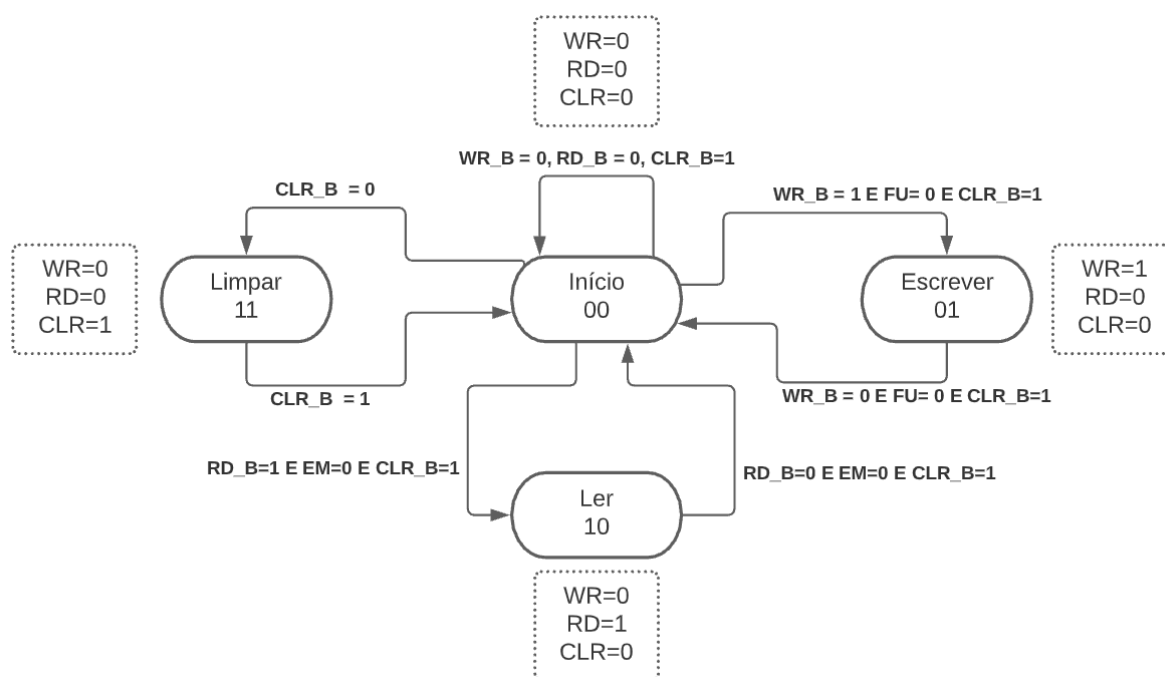 WR=0
RD=0
CLR=0
WR_B = 0, RD_B = 0, CLR_B=1
CLR_B  = 0
WR_B = 1 E FU= 0 E CLR_B=1
WR=0
RD=0
CLR=1
Limpar
11
Início
00
Escrever
01
WR=1
RD=0
CLR=0
CLR_B  = 1
WR_B = 0 E FU= 0 E CLR_B=1
RD_B=1 E EM=0 E CLR_B=1
RD_B=0 E EM=0 E CLR_B=1
Ler
10
WR=0
RD=1
CLR=0